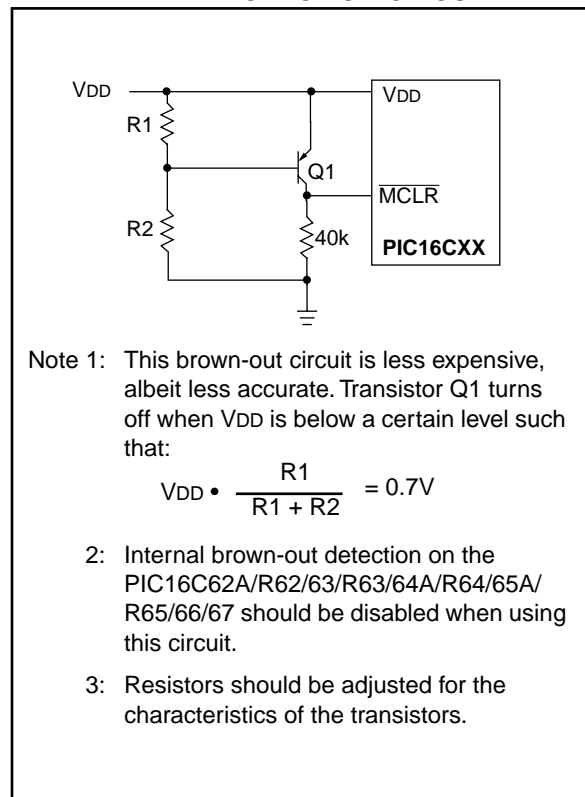 VDD
VDD
R1
Q1
MCLR
R2
40k
PIC16CXX
Note 1: This brown-out circuit is less expensive,
albeit less accurate. Transistor Q1 turns
off when VDD is below a certain level such
that:
VDD • R1 / R1 + R2 = 0.7V
2: Internal brown-out detection on the
PIC16C62A/R62/63/R63/64A/R64/65A/
R65/66/67 should be disabled when using
this circuit.
3: Resistors should be adjusted for the
characteristics of the transistors.